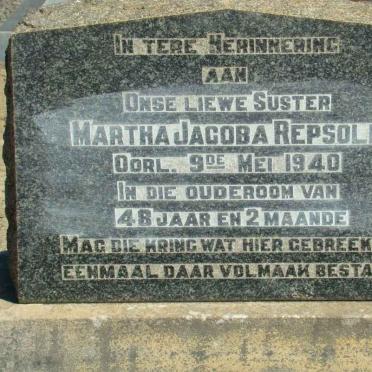 In tere Herinnering
aan
Onse liewe Suster
Martha Jacoba Repsol
Oorl. 9de Mei 1940
In die ouderdom van
48 jaar en 2 maande
Mag die kring wat hier gebreek
eenmaal daar volmaak besta